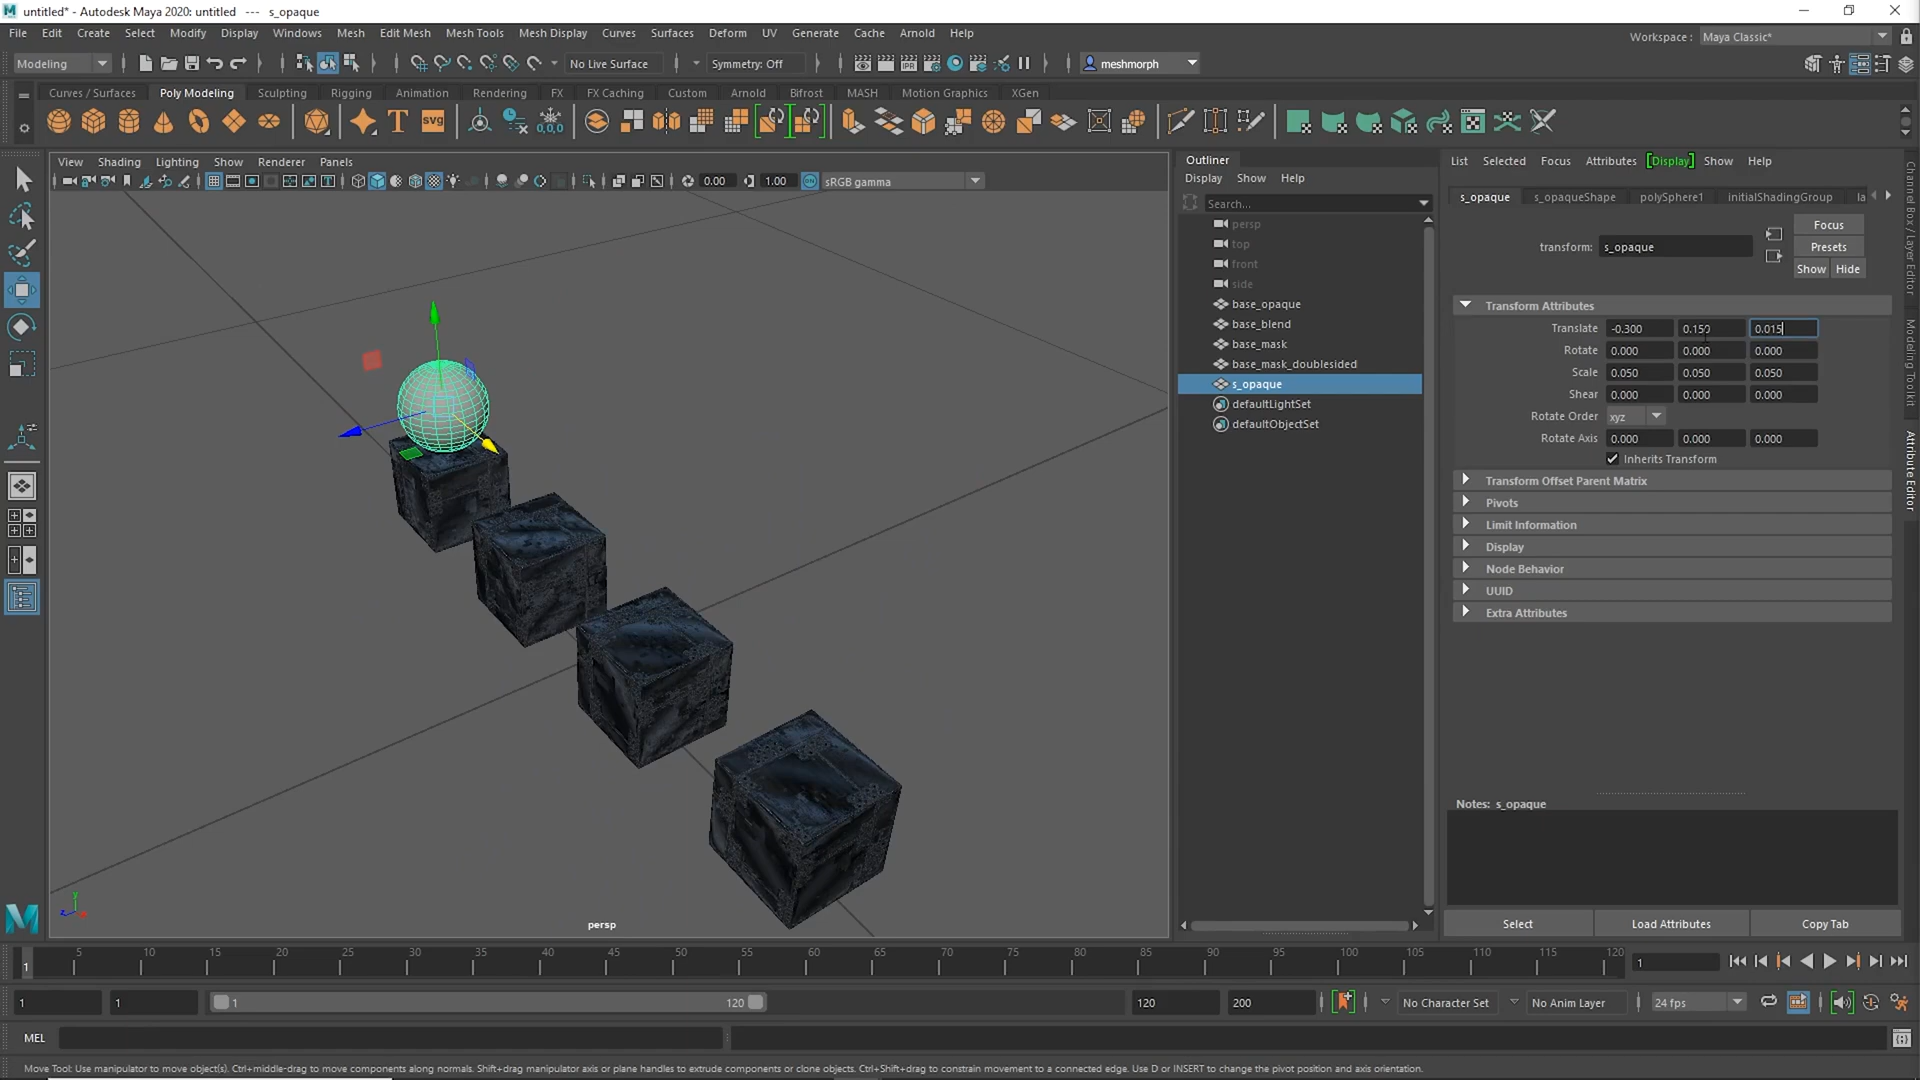 untitled* - Autodesk Maya 2020: untitled   ---   s_opaque
File Edit Create Select Modify Display Windows Mesh Edit Mesh Mesh Tools Mesh Display Curves Surfaces Deform UV Generate Cache Arnold Help
Workspace : Maya Classic*
Modeling No Live Surface Symmetry: Off meshmorph
Curves / Surfaces Poly Modeling Sculpting Rigging Animation Rendering FX FX Caching Custom Arnold Bifrost MASH Motion Graphics XGen
View Shading Lighting Show Renderer Panels
0.00 1.00 sRGB gamma
persp
Outliner
Display Show Help
Search...
persp
top
front
side
base_opaque
base_blend
base_mask
base_mask_doublesided
s_opaque
defaultLightSet
defaultObjectSet
List Selected Focus Attributes [Display] Show Help
s_opaque s_opaqueShape polySphere1 initialShadingGroup la
Focus
transform: s_opaque
Presets
Show Hide
Transform Attributes
Translate -0.300 0.150 0.015
Rotate 0.000 0.000 0.000
Scale 0.050 0.050 0.050
Shear 0.000 0.000 0.000
Rotate Order xyz
Rotate Axis 0.000 0.000 0.000
Inherits Transform
Transform Offset Parent Matrix
Pivots
Limit Information
Display
Node Behavior
UUID
Extra Attributes
Notes: s_opaque
Select Load Attributes Copy Tab
Channel Box / Layer Editor
Modeling Toolkit
Attribute Editor
1 5 10 15 20 25 30 35 40 45 50 55 60 65 70 75 80 85 90 95 100 105 110 115 120 1
1 1 1 120 120 200 No Character Set No Anim Layer 24 fps
MEL
Move Tool: Use manipulator to move object(s). Ctrl+middle-drag to move components along normals. Shift+drag manipulator axis or plane handles to extrude components or clone objects. Ctrl+Shift+drag to constrain movement to a connected edge. Use D or INSERT to change the pivot position and axis orientation.